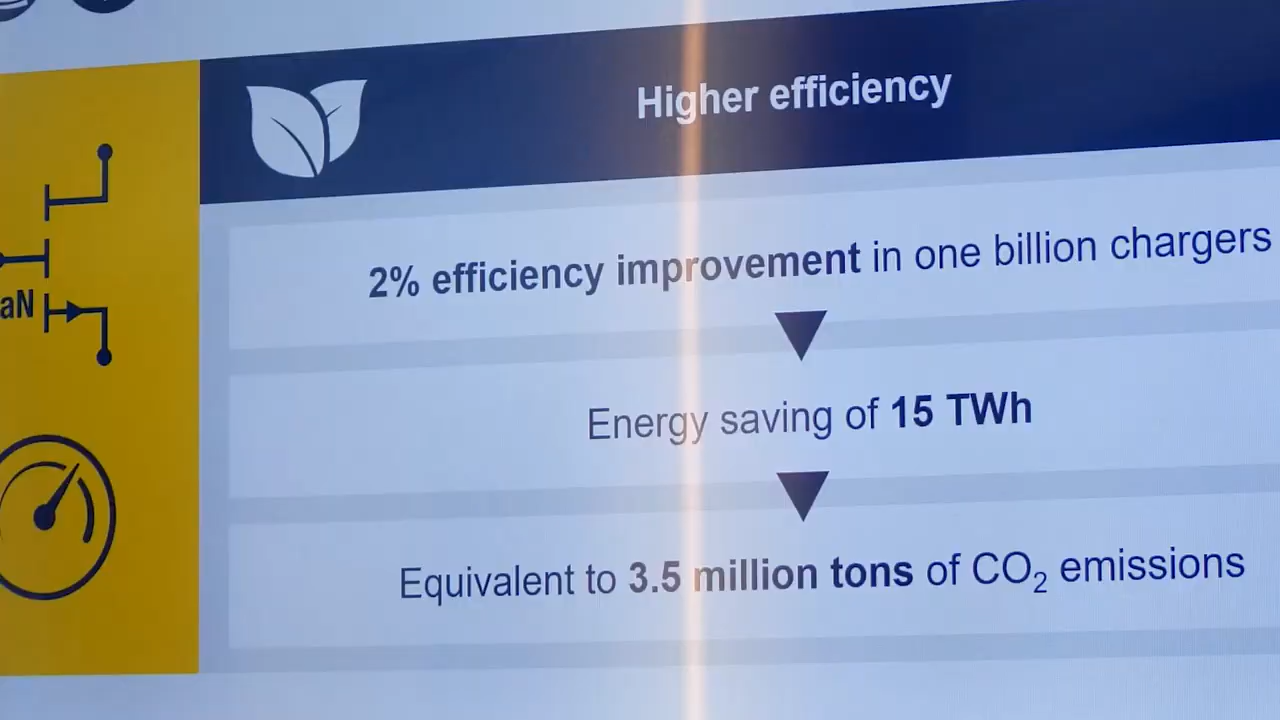 Higher efficiency
2% efficiency improvement in one billion chargers
aN
Energy saving of 15 TWh
Equivalent to 3.5 million tons of CO₂ emissions